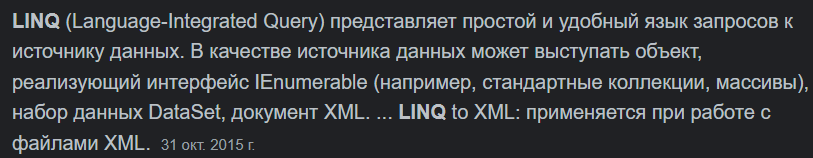 LINQ (Language-Integrated Query) представляет простой и удобный язык запросов к
источнику данных. В качестве источника данных может выступать объект,
реализующий интерфейс IEnumerable (например, стандартные коллекции, массивы),
набор данных DataSet, документ XML. ... LINQ to XML: применяется при работе с
файлами XML. 31 окт. 2015 г.